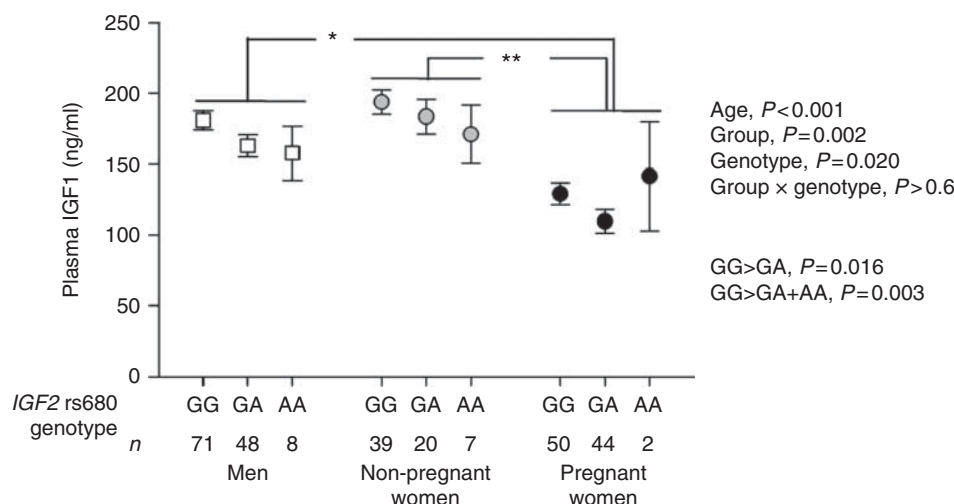 250
200
150
100
50
0
Plasma IGF1 (ng/ml)
*
**
Age, P<0.001
Group, P=0.002
Genotype, P=0.020
Group × genotype, P>0.6
GG>GA, P=0.016
GG>GA+AA, P=0.003
IGF2 rs680 genotype
GG GA AA GG GA AA GG GA AA
n 71 48 8 39 20 7 50 44 2
Men
Non-pregnant
women
Pregnant
women